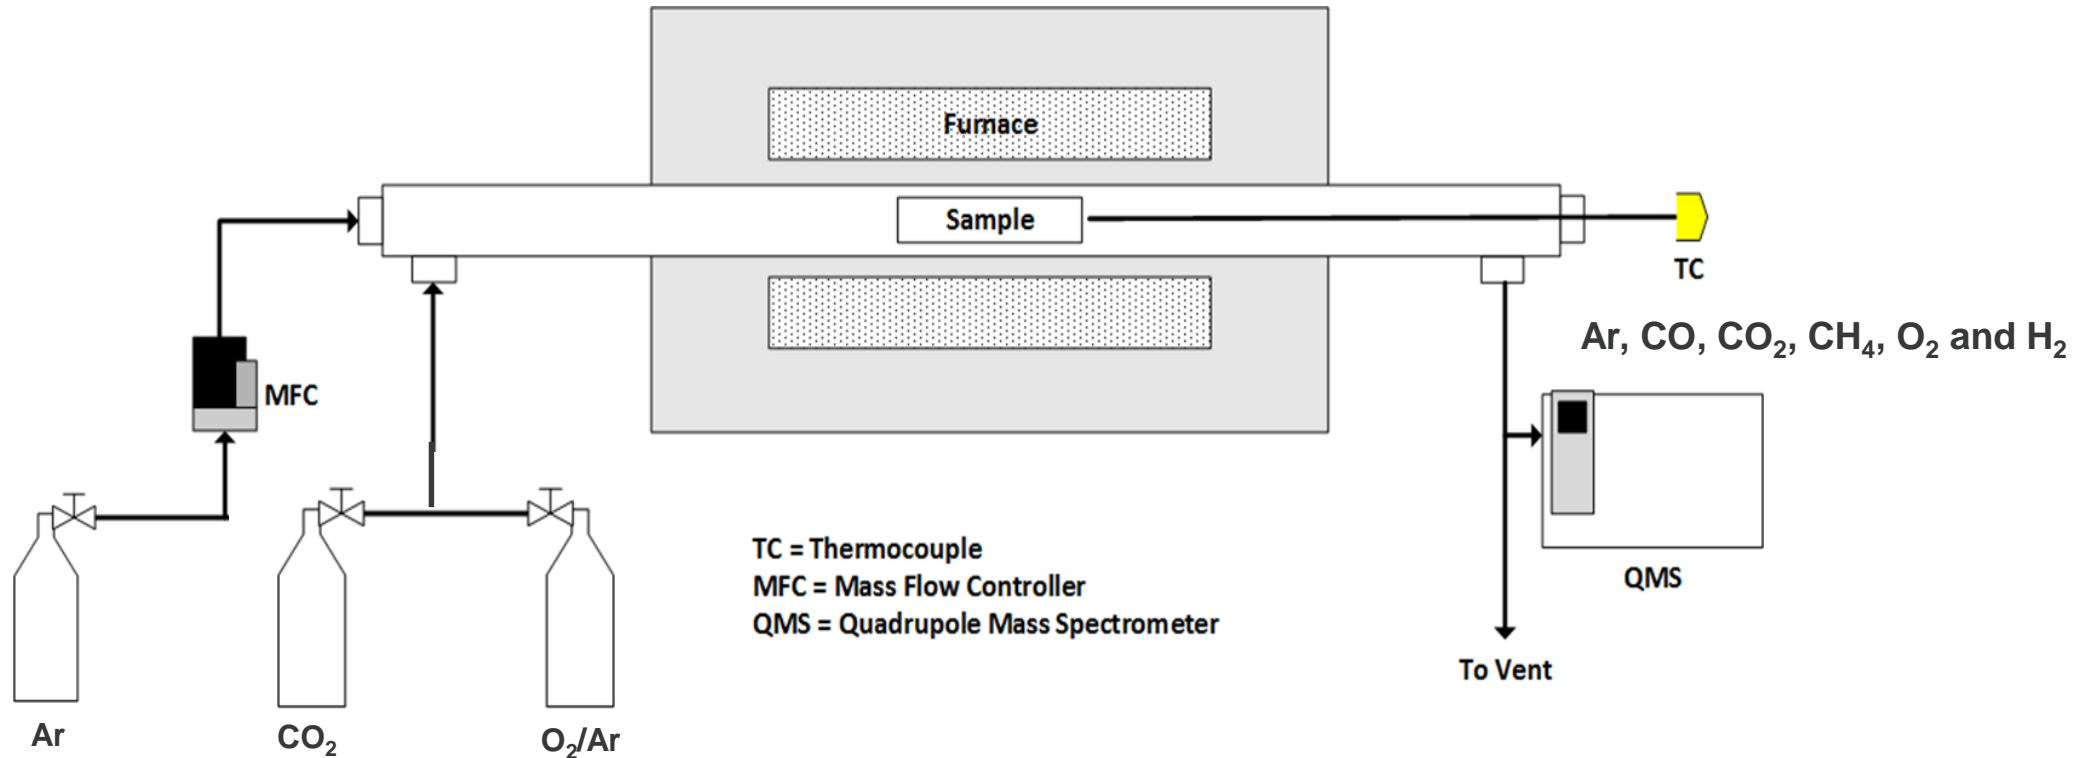 Furnace
Sample
TC
Ar, CO, CO₂, CH₄, O₂ and H₂
MFC
TC = Thermocouple
MFC = Mass Flow Controller
QMS = Quadrupole Mass Spectrometer
QMS
To Vent
Ar
CO₂
O₂/Ar